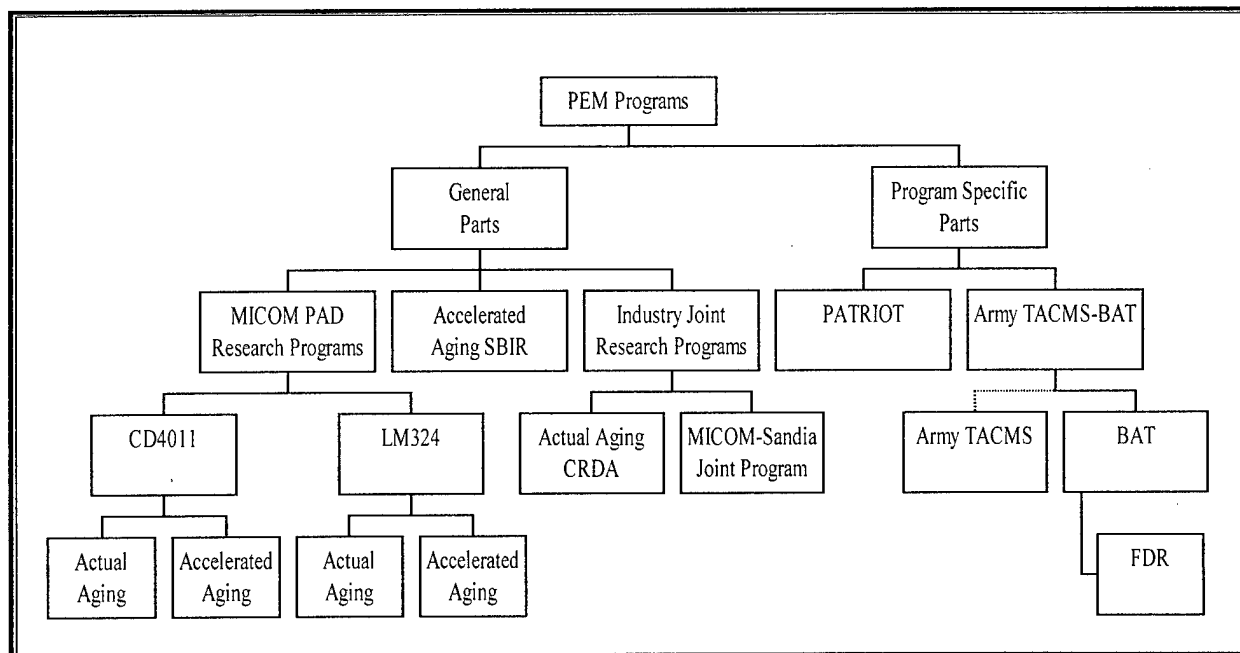 PEM Programs
General
Parts
Program Specific
Parts
MICOM PAD
Research Programs
Accelerated
Aging SBIR
Industry Joint
Research Programs
PATRIOT
Army TACMS-BAT
CD4011
LM324
Actual Aging
CRDA
MICOM-Sandia
Joint Program
Army TACMS
BAT
Actual
Aging
Accelerated
Aging
Actual
Aging
Accelerated
Aging
FDR